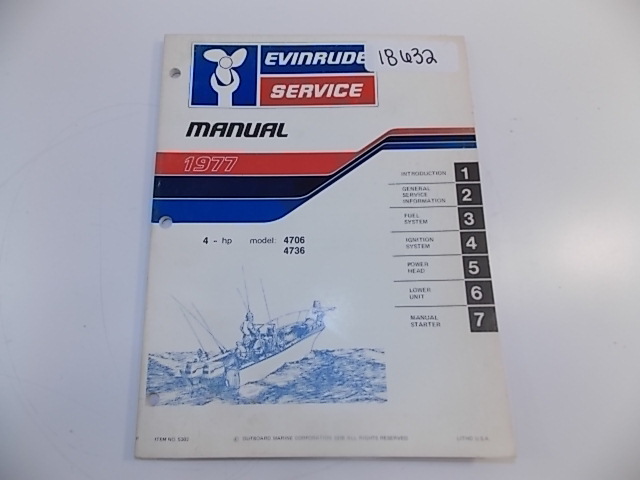 EVINRUDE
18632
SERVICE
MANUAL
1977
4 - hp model: 4706
4736
INTRODUCTION 1
GENERAL
SERVICE
INFORMATION 2
FUEL
SYSTEM 3
IGNITION
SYSTEM 4
POWER
HEAD 5
LOWER
UNIT 6
MANUAL
STARTER 7
ITEM NO.
© OUTBOARD MARINE CORPORATION ALL RIGHTS RESERVED
LITHO U.S.A.